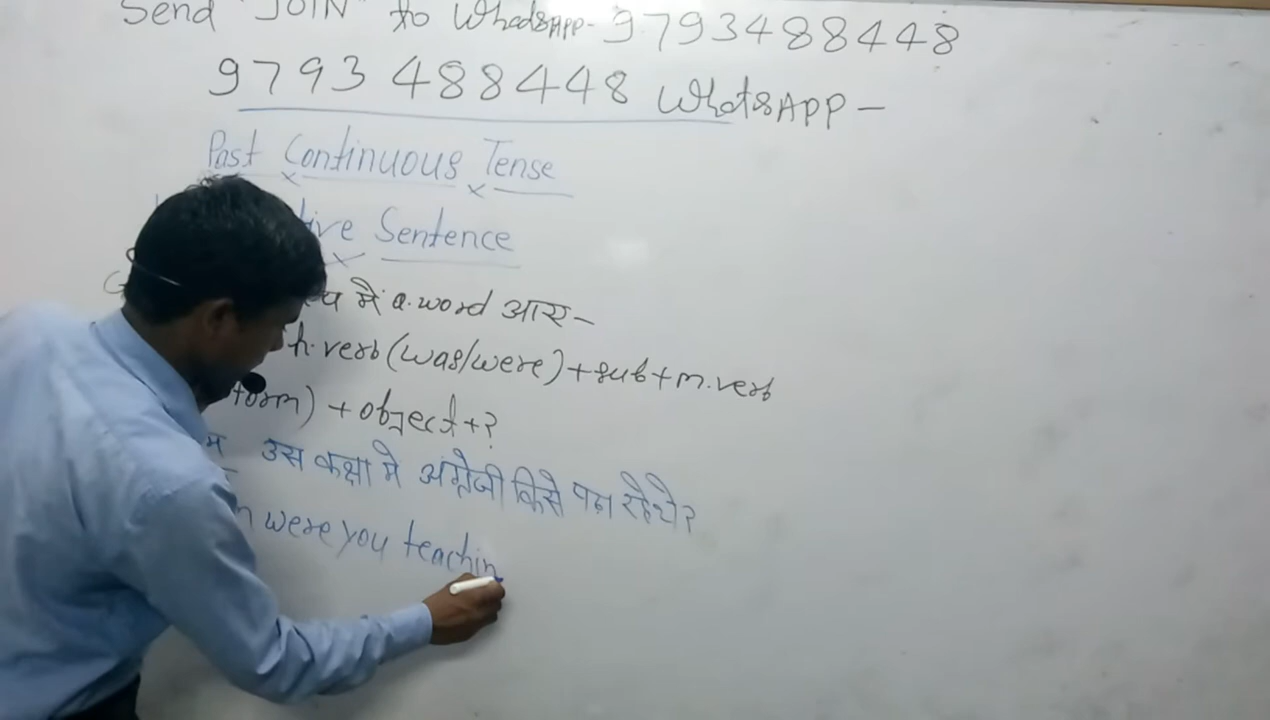 Send "JOIN" to WhatsApp- 9793488448
9793 488448 WhatsApp -
Past Continuous Tense
Sentence
में a.word आए-
h.verb (was/were) + sub + m.verb
form) + object + ?
उस कक्षा मे अंग्रेजी किसे पढ़ा रहे थे?
were you teachin